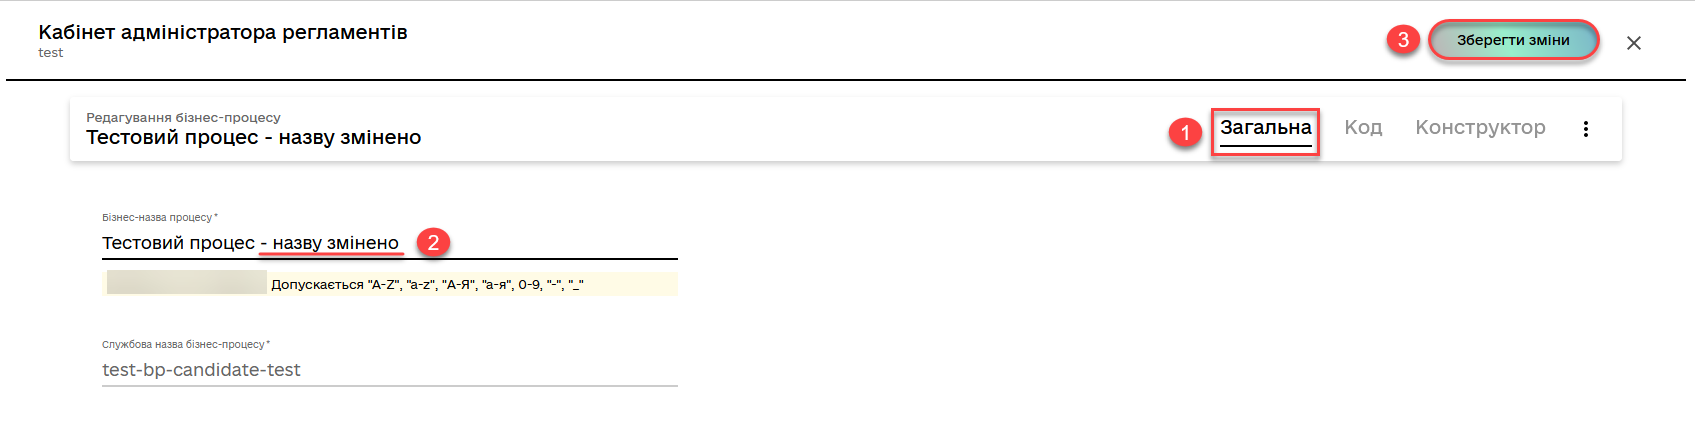 Кабінет адміністратора регламентів
test
3
Зберегти зміни
Редагування бізнес-процесу
Тестовий процес - назву змінено
1
Загальна
Код
Конструктор
Бізнес-назва процесу*
Тестовий процес - назву змінено
2
Допускається "A-Z", "a-z", "А-Я", "а-я", 0-9, "-", "_"
Службова назва бізнес-процесу*
test-bp-candidate-test